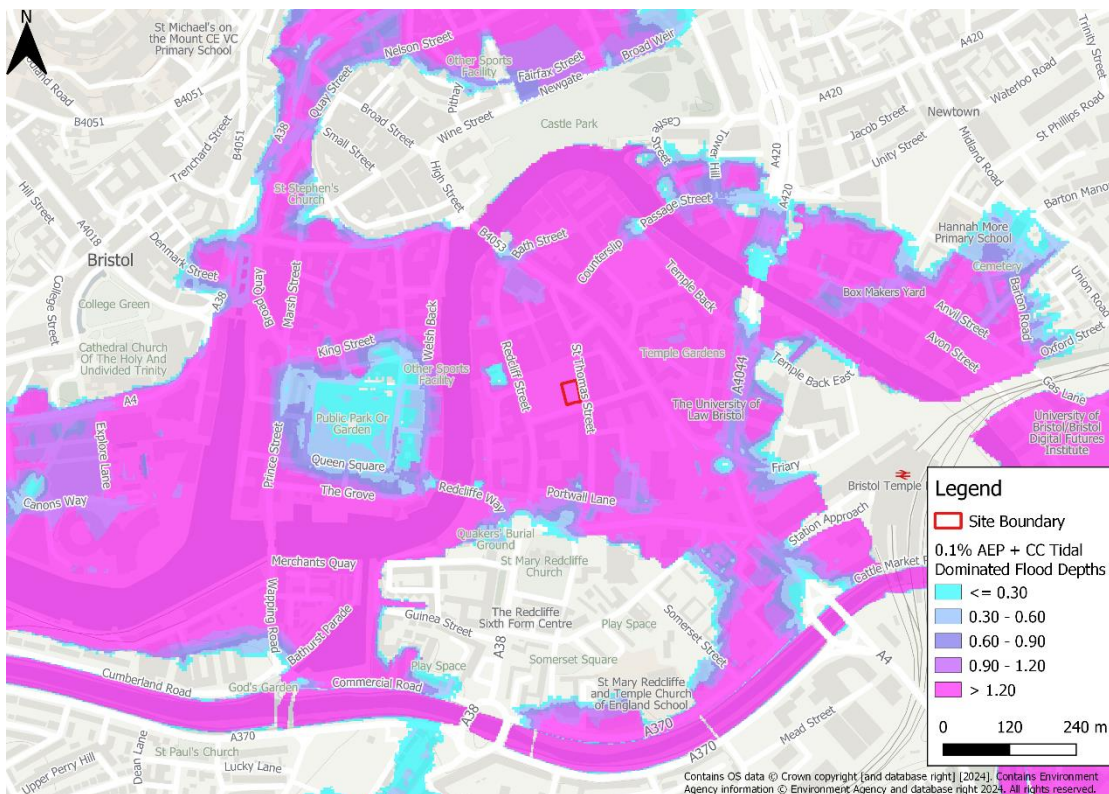 N
St Michael's on
the Mount CE VC
Primary School
Nelson Street
Other Sports
Facility
Fairfax Street
Broad Weir
Newgate
A420
Trinity Street
Waterloo Road
Newtown
St Phillips Road
Jacob Street
Unity Street
Midland Road
Barton Mano
B4051
B4051
B4051
Trenchard Street
A38
Quay Street
Broad Street
Pithay
Wine Street
Small Street
High Street
Castle Park
Tower Hill
A420
A420
A420
Hill Street
St Stephen's
Church
Passage Street
Hannah More
Primary School
Cemetery
Barton Road
Union Road
A4018
Denmark Street
Bristol
College Street
College Green
A38
Broad Quay
Marsh Street
B4053
Bath Street
Counterslip
Temple Back
Box Makers Yard
Anvil Street
Avon Street
Oxford Street
Cathedral Church
Of The Holy And
Undivided Trinity
King Street
Welsh Back
Other Sports
Facility
Redcliff Street
St Thomas Street
Temple Gardens
A4044
Temple Back East
Gas Lane
A4
Explore Lane
Canons Way
Prince Street
Public Park Or
Garden
Queen Square
The Grove
The University of
Law Bristol
Friary
University of
Bristol/Bristol
Digital Futures
Institute
Redcliffe Way
Portwall Lane
Bristol Temple
Station Approach
Cattle Market R
Quakers' Burial
Ground
St Mary Redcliffe
Church
Merchants Quay
Wapping Road
Bathurst Parade
Guinea Street
The Redcliffe
Sixth Form Centre
Play Space
A38
Somerset Street
Somerset Square
Play Space
Cumberland Road
God's Garden
Commercial Road
St Mary Redcliffe
and Temple Church
of England School
A38
A370
A370
A370
A4
Mead Street
St Paul's Church
Upper Perry Hill
Dean Lane
Lucky Lane
Legend
Site Boundary
0.1% AEP + CC Tidal
Dominated Flood Depths
<= 0.30
0.30 - 0.60
0.60 - 0.90
0.90 - 1.20
> 1.20
0 120 240 m
Contains OS data © Crown copyright [and database right] [2024]. Contains Environment
Agency information © Environment Agency and database right 2024. All rights reserved.